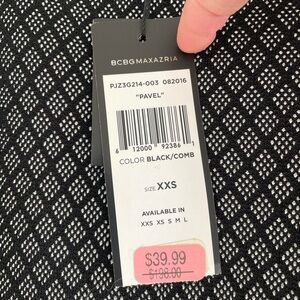 BCBGMAXAZRIA
PJZ3G214-003 082016
"PAVEL"
6 12000 92386 1
COLOR BLACK/COMB
SIZE XXS
AVAILABLE IN
XXS XS S M L
$39.99
$198.00